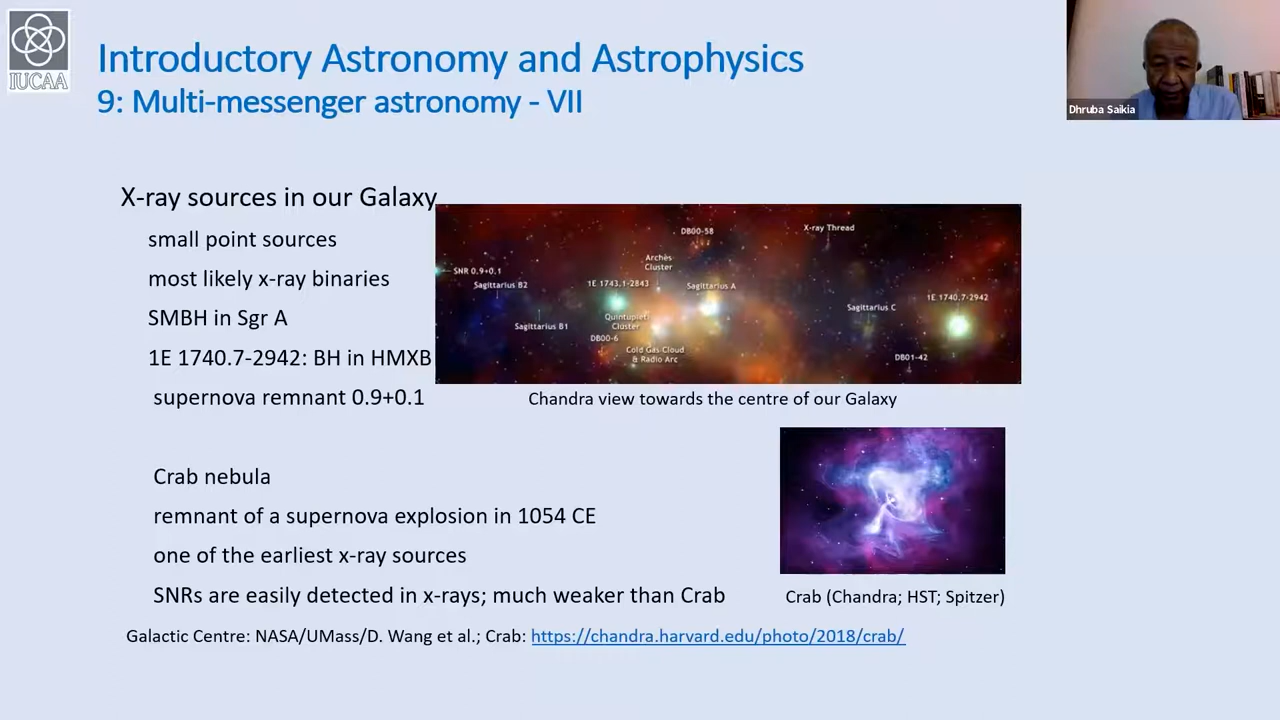 IUCAA
Introductory Astronomy and Astrophysics
9: Multi-messenger astronomy - VII
Dhruba Saikia
X-ray sources in our Galaxy
small point sources
most likely x-ray binaries
SMBH in Sgr A
1E 1740.7-2942: BH in HMXB
supernova remnant 0.9+0.1
DB00-58
X-ray Thread
Arches
Cluster
SNR 0.9+0.1
Sagittarius B2
1E 1743.1-2843
Sagittarius A
1E 1740.7-2942
Sagittarius C
Quintuplet
Cluster
Sagittarius B1
DB00-6
Cold Gas Cloud
& Radio Arc
DB01-42
Chandra view towards the centre of our Galaxy
Crab nebula
remnant of a supernova explosion in 1054 CE
one of the earliest x-ray sources
SNRs are easily detected in x-rays; much weaker than Crab
Crab (Chandra; HST; Spitzer)
Galactic Centre: NASA/UMass/D. Wang et al.; Crab: https://chandra.harvard.edu/photo/2018/crab/